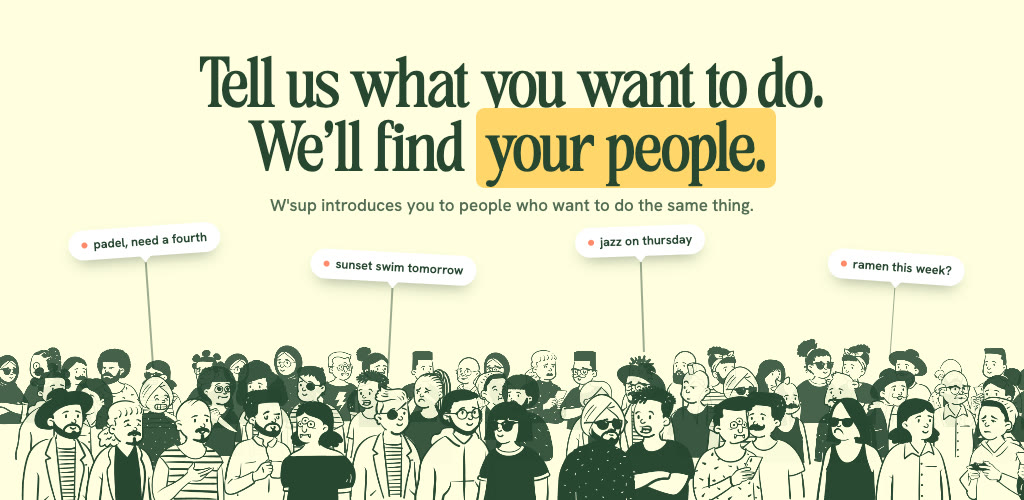 Tell us what you want to do.
We’ll find your people.
W'sup introduces you to people who want to do the same thing.
padel, need a fourth
sunset swim tomorrow
jazz on thursday
ramen this week?